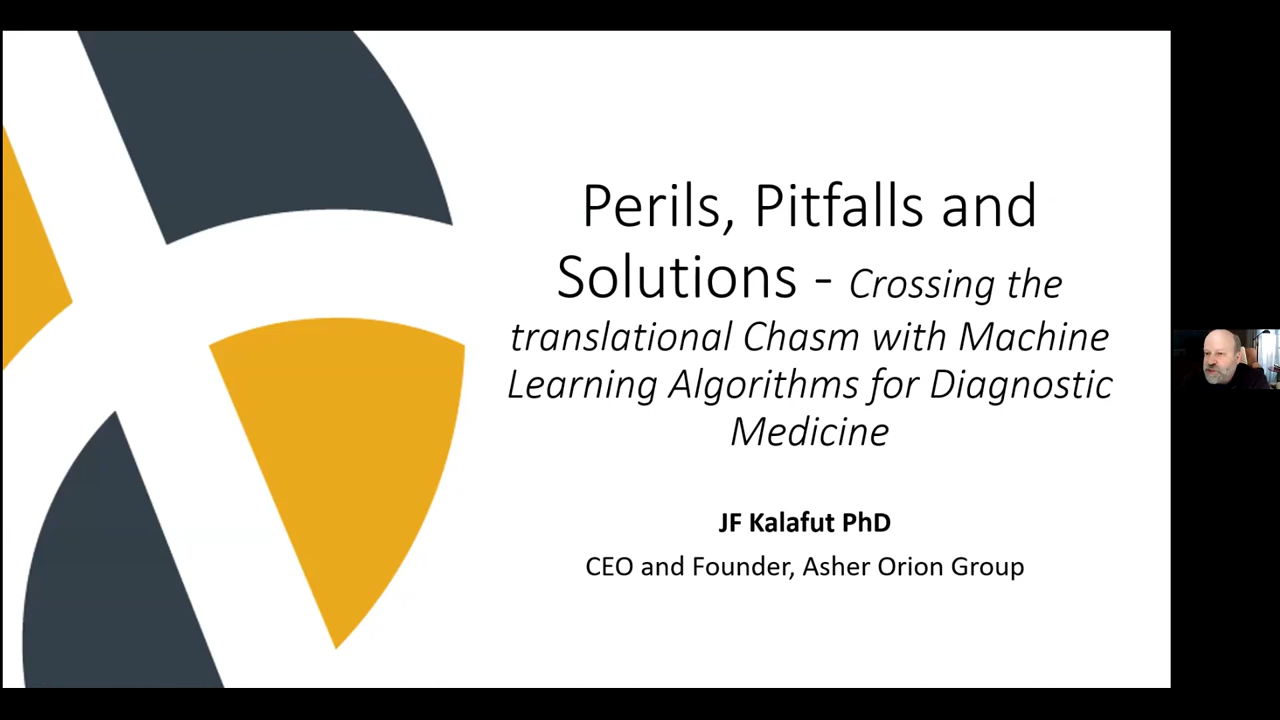 Perils, Pitfalls and
Solutions - Crossing the
translational Chasm with Machine
Learning Algorithms for Diagnostic
Medicine
JF Kalafut PhD
CEO and Founder, Asher Orion Group